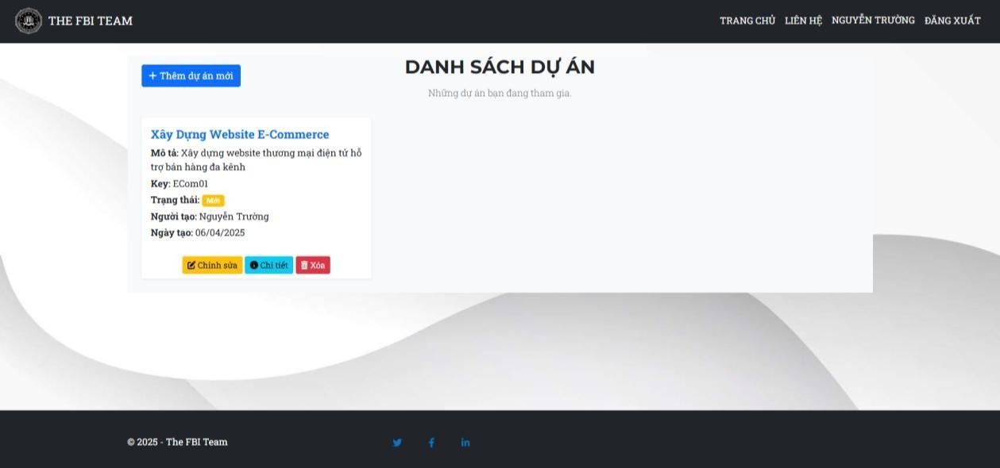 THE FBI TEAM
TRANG CHỦ LIÊN HỆ NGUYỄN TRƯỜNG ĐĂNG XUẤT
+ Thêm dự án mới
DANH SÁCH DỰ ÁN
Những dự án bạn đang tham gia.
Xây Dựng Website E-Commerce
Mô tả: Xây dựng website thương mại điện tử hỗ
trợ bán hàng đa kênh
Key: ECom01
Trạng thái: Mới
Người tạo: Nguyễn Trường
Ngày tạo: 06/04/2025
Chỉnh sửa Chi tiết Xóa
© 2025 - The FBI Team